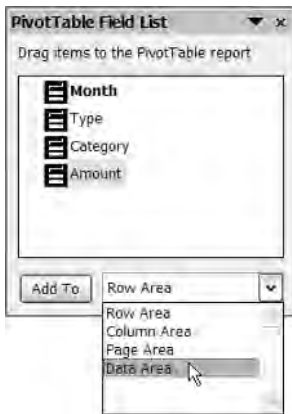 PivotTable Field List
Drag items to the PivotTable report
Month
Type
Category
Amount
Add To
Row Area
Row Area
Column Area
Page Area
Data Area